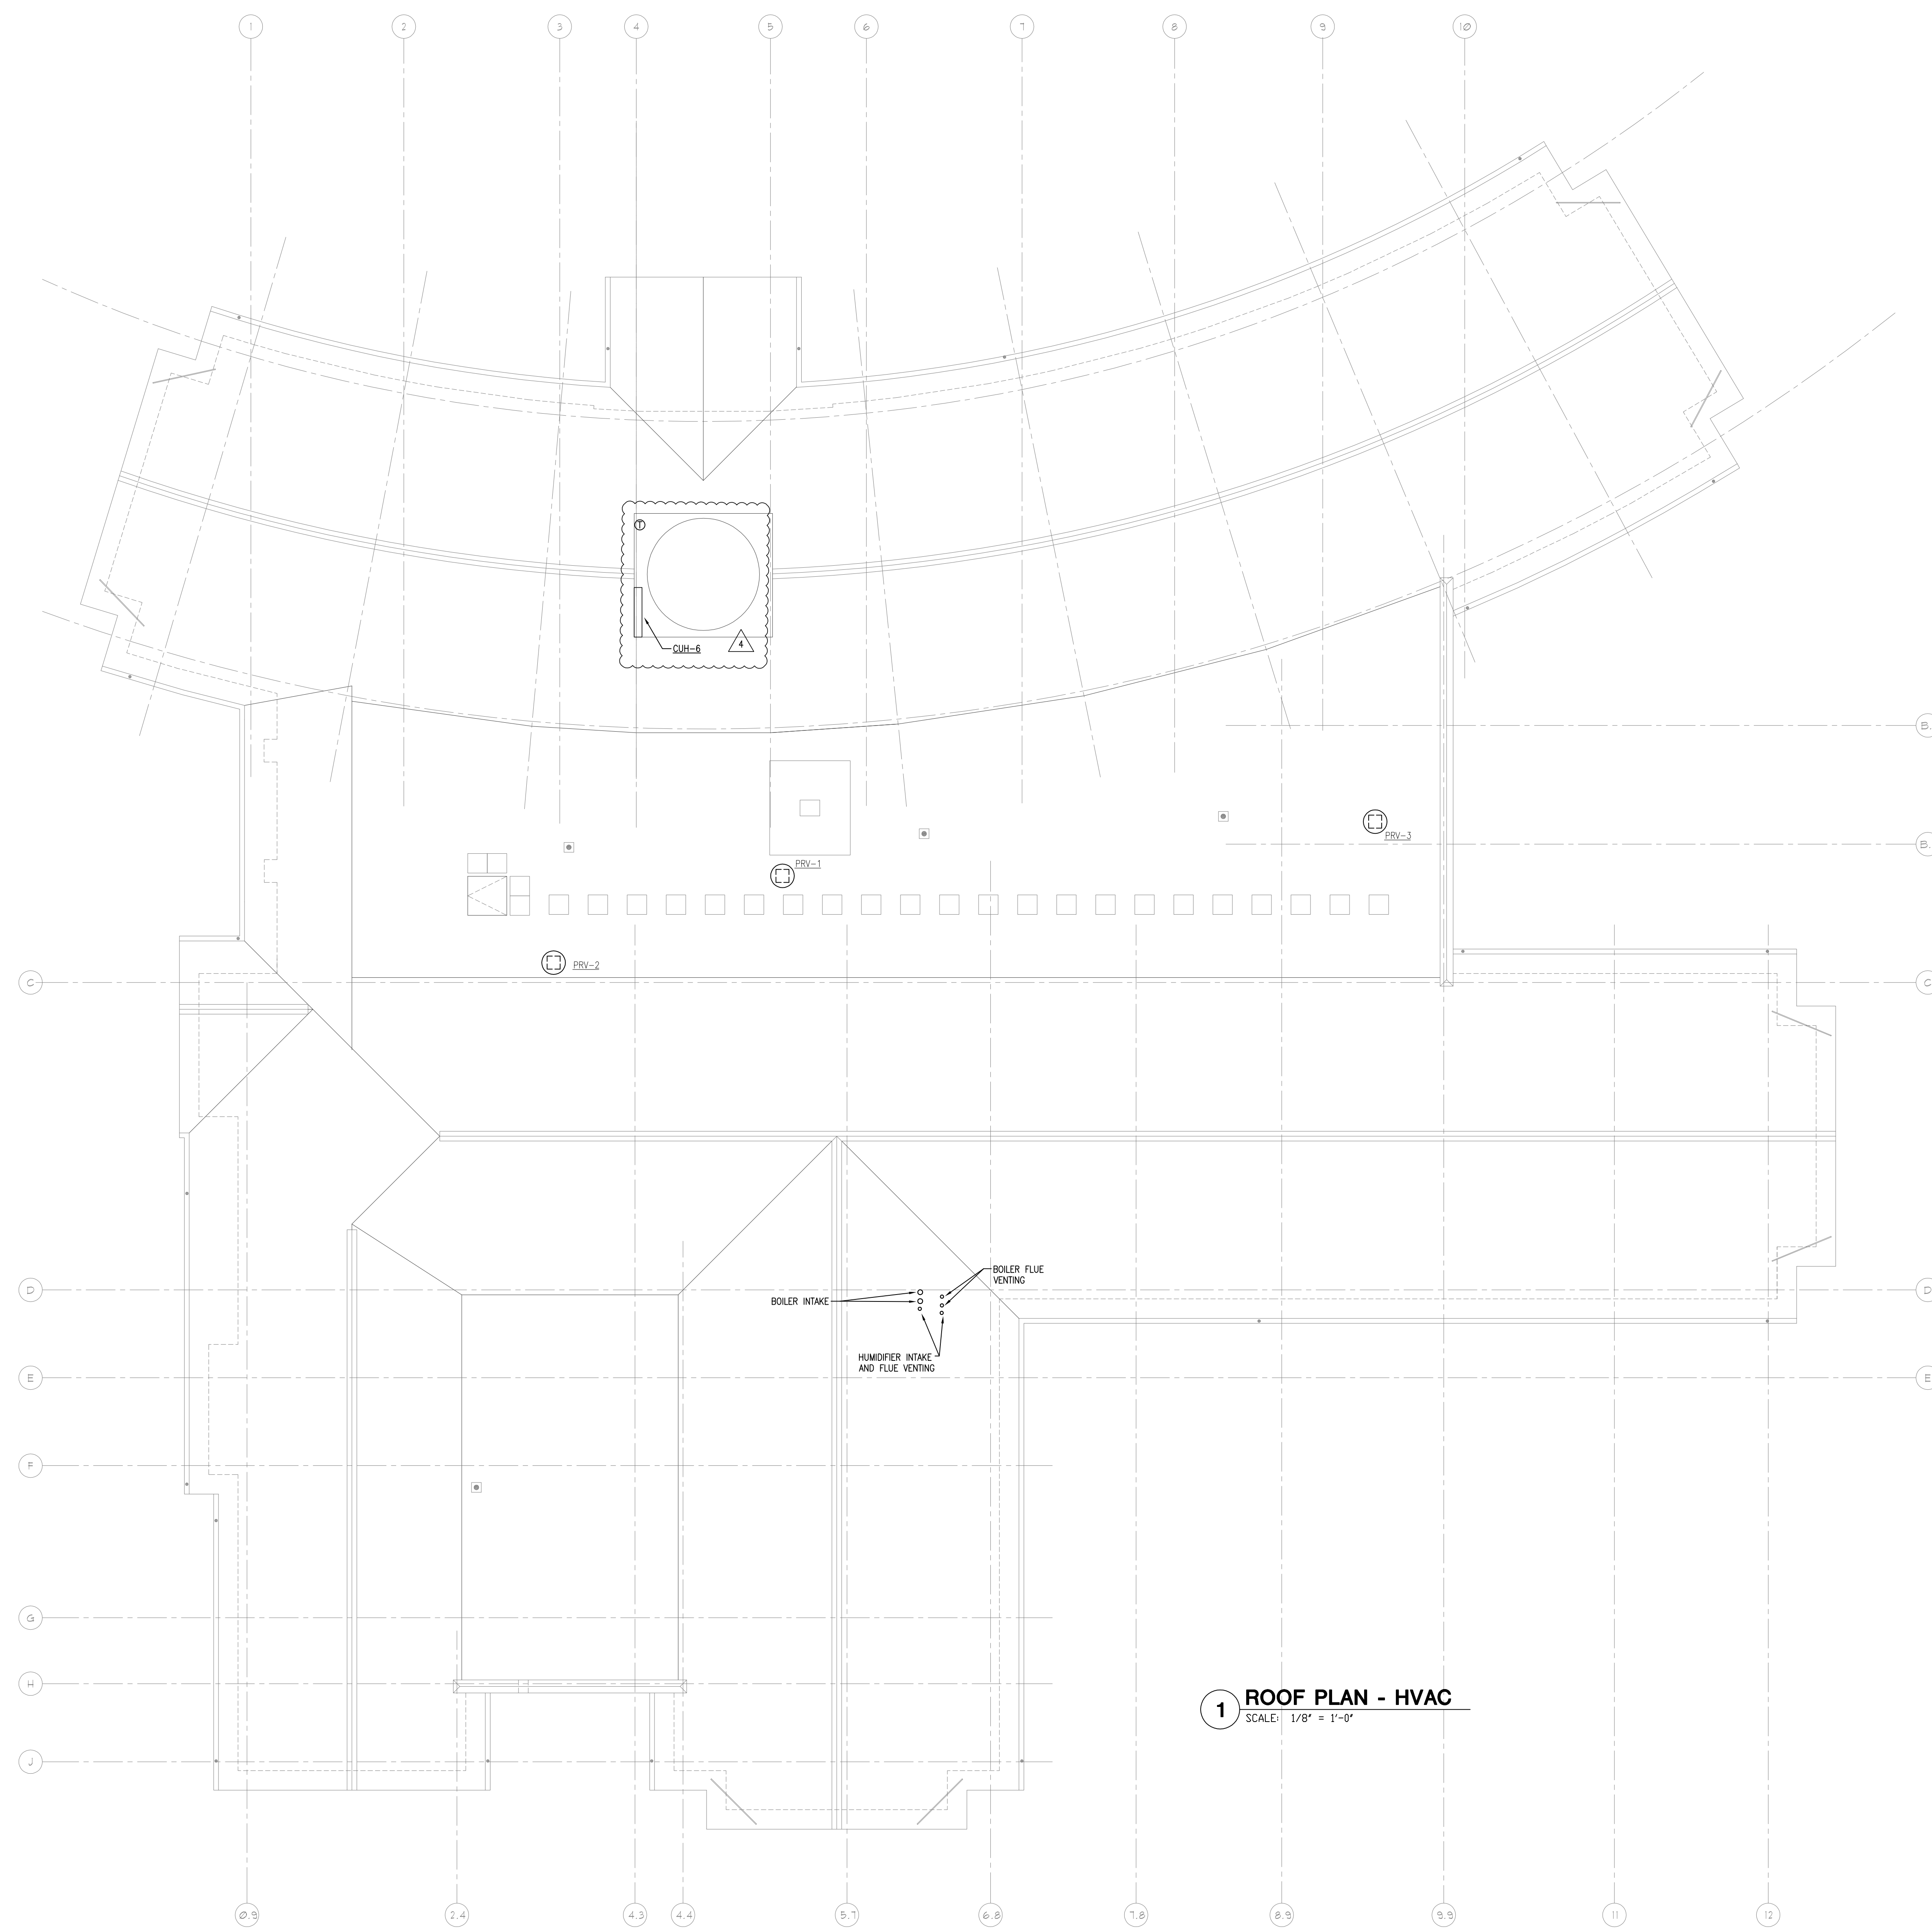 1 2 3 4 5 6 7 8 9 10
T
CUH-6
4
B.
PRV-3
B.
PRV-1
PRV-2
C C
BOILER FLUE
VENTING
D D
BOILER INTAKE
HUMIDIFIER INTAKE
AND FLUE VENTING
E E
F
G
H
1 ROOF PLAN - HVAC
SCALE: 1/8" = 1'-0"
J
0.9 2.4 4.3 4.4 5.7 6.8 7.8 8.9 9.9 11 12